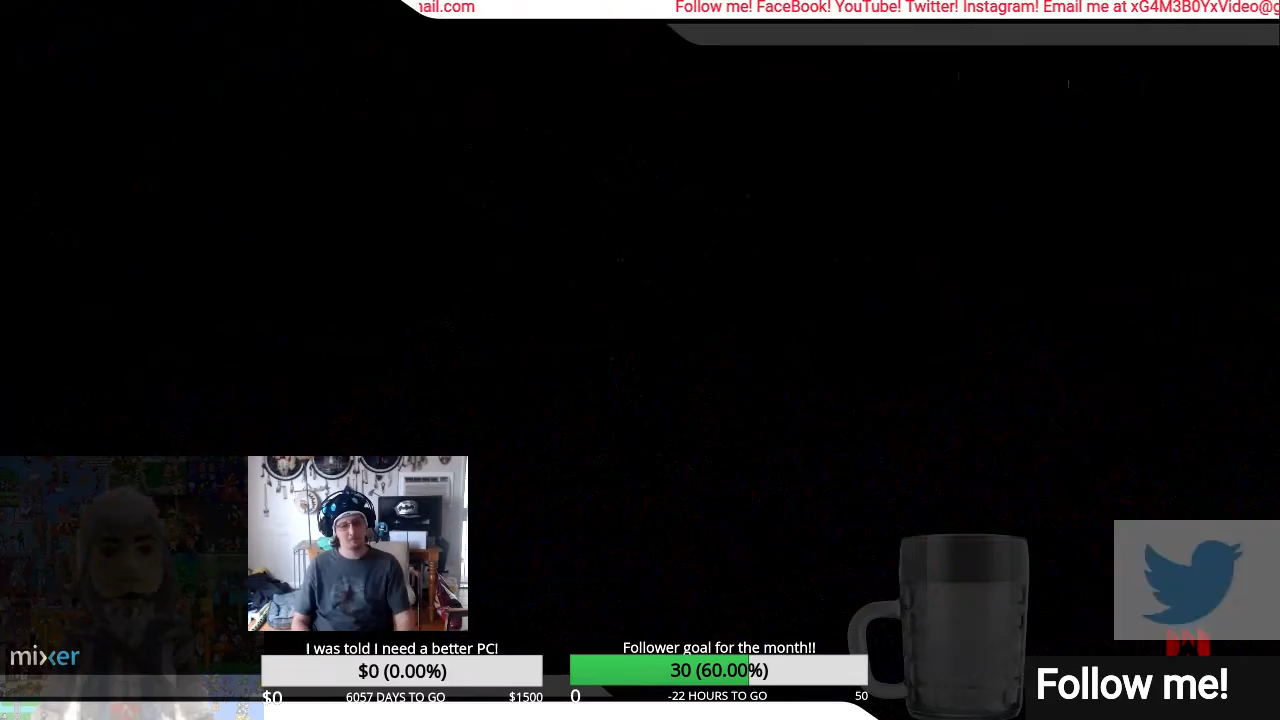 ail.com Follow me! FaceBook! YouTube! Twitter! Instagram! Email me at xG4M3B0YxVideo@g
mixer
I was told I need a better PC!
$0 (0.00%)
$0 6057 DAYS TO GO $1500
Follower goal for the month!!
30 (60.00%)
0 -22 HOURS TO GO 50
Follow me!